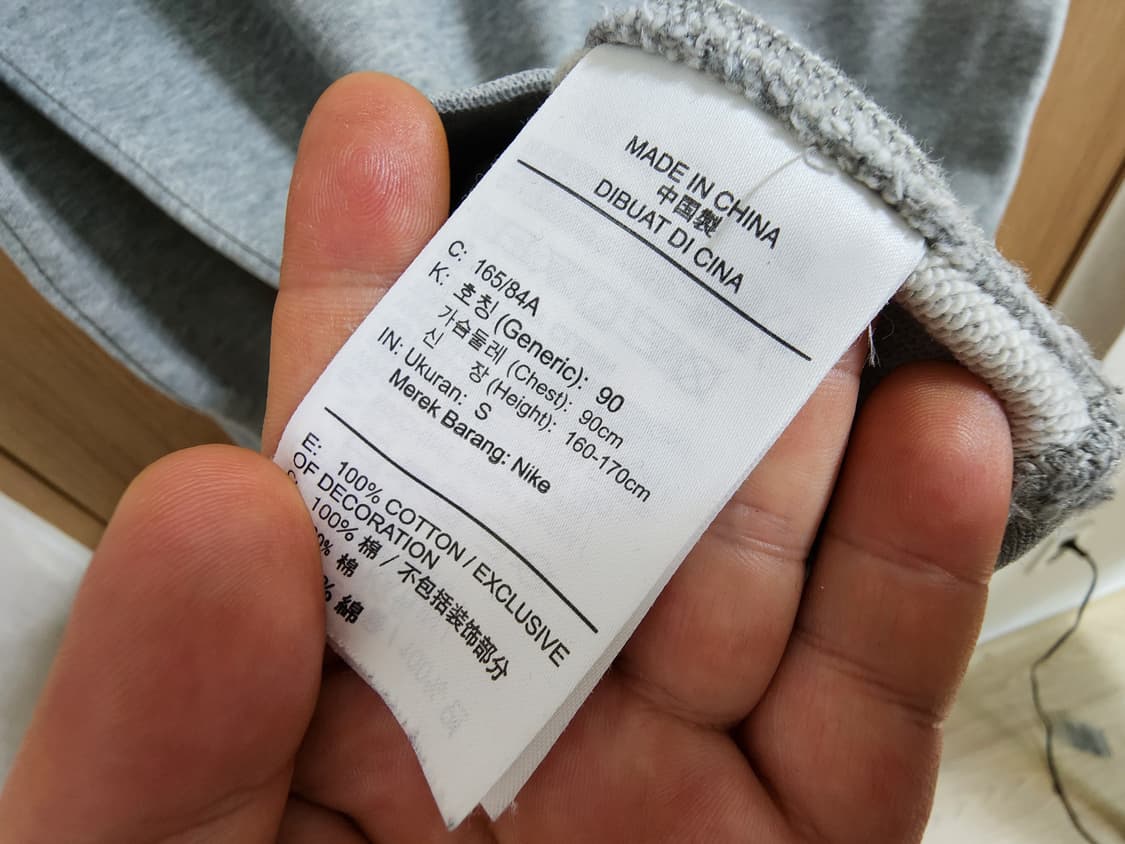 MADE IN CHINA
中国製
DIBUAT DI CINA
C: 165/84A
K: 호칭 (Generic): 90
가슴둘레 (Chest): 90cm
신 장 (Height): 160-170cm
IN: Ukuran: S
Merek Barang: Nike
E: 100% COTTON / EXCLUSIVE
OF DECORATION
100% 棉 / 不包括装饰部分
棉
% 綿